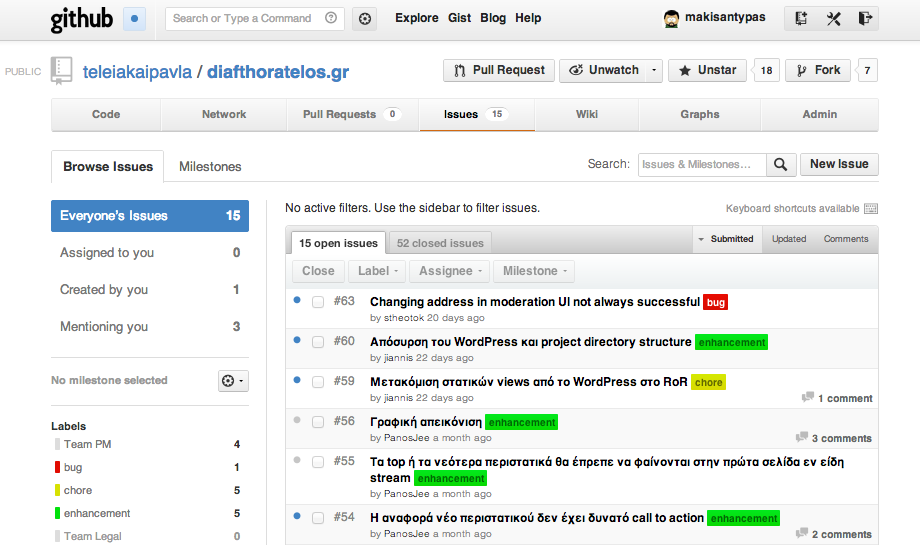 github
Search or Type a Command
Explore Gist Blog Help
makisantypas
PUBLIC
teleiakaipavla / diafthoratelos.gr
Pull Request
Unwatch
Unstar
18
Fork
7
Code
Network
Pull Requests 0
Issues 15
Wiki
Graphs
Admin
Browse Issues
Milestones
Search:
Issues & Milestones...
New Issue
Everyone's Issues 15
Assigned to you 0
Created by you 1
Mentioning you 3
No milestone selected
Labels
Team PM 4
bug 1
chore 5
enhancement 5
Team Legal 0
No active filters. Use the sidebar to filter issues.
Keyboard shortcuts available
15 open issues
52 closed issues
Submitted
Updated
Comments
Close
Label
Assignee
Milestone
#63 Changing address in moderation UI not always successful bug
by stheotok 20 days ago
#60 Απόσυρση του WordPress και project directory structure enhancement
by jiannis 22 days ago
#59 Μετακόμιση στατικών views από το WordPress στο RoR chore
by jiannis 22 days ago
1 comment
#56 Γραφική απεικόνιση enhancement
by PanosJee a month ago
3 comments
#55 Τα top ή τα νεότερα περιστατικά θα έπρεπε να φαίνονται στην πρώτα σελίδα εν είδη
stream enhancement
by PanosJee a month ago
#54 Η αναφορά νέο περιστατικού δεν έχει δυνατό call to action enhancement
by PanosJee a month ago
2 comments